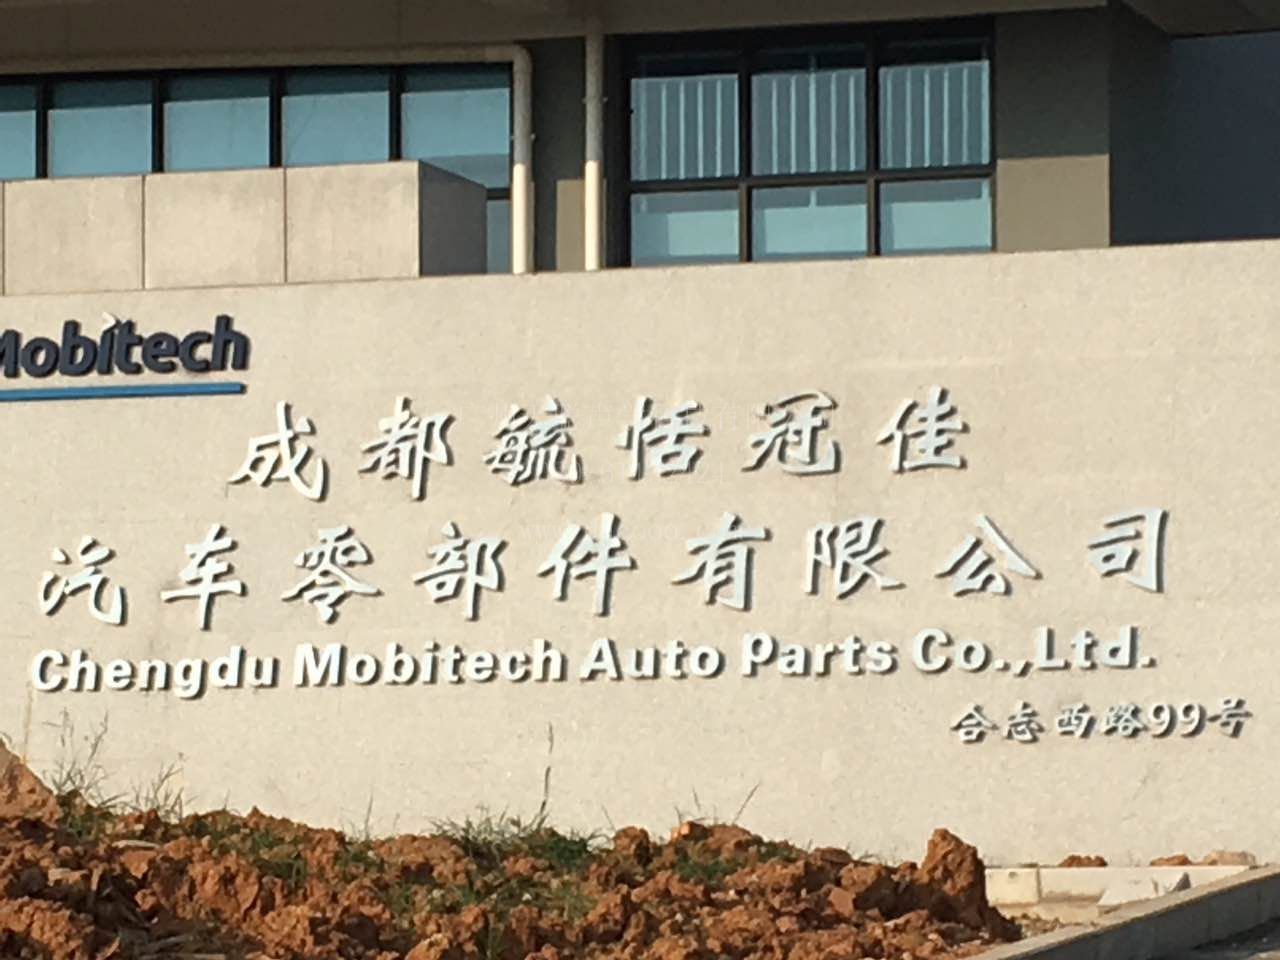 Mobitech
成都毓恬冠佳
汽车零部件有限公司
Chengdu Mobitech Auto Parts Co.,Ltd.
合志西路99号